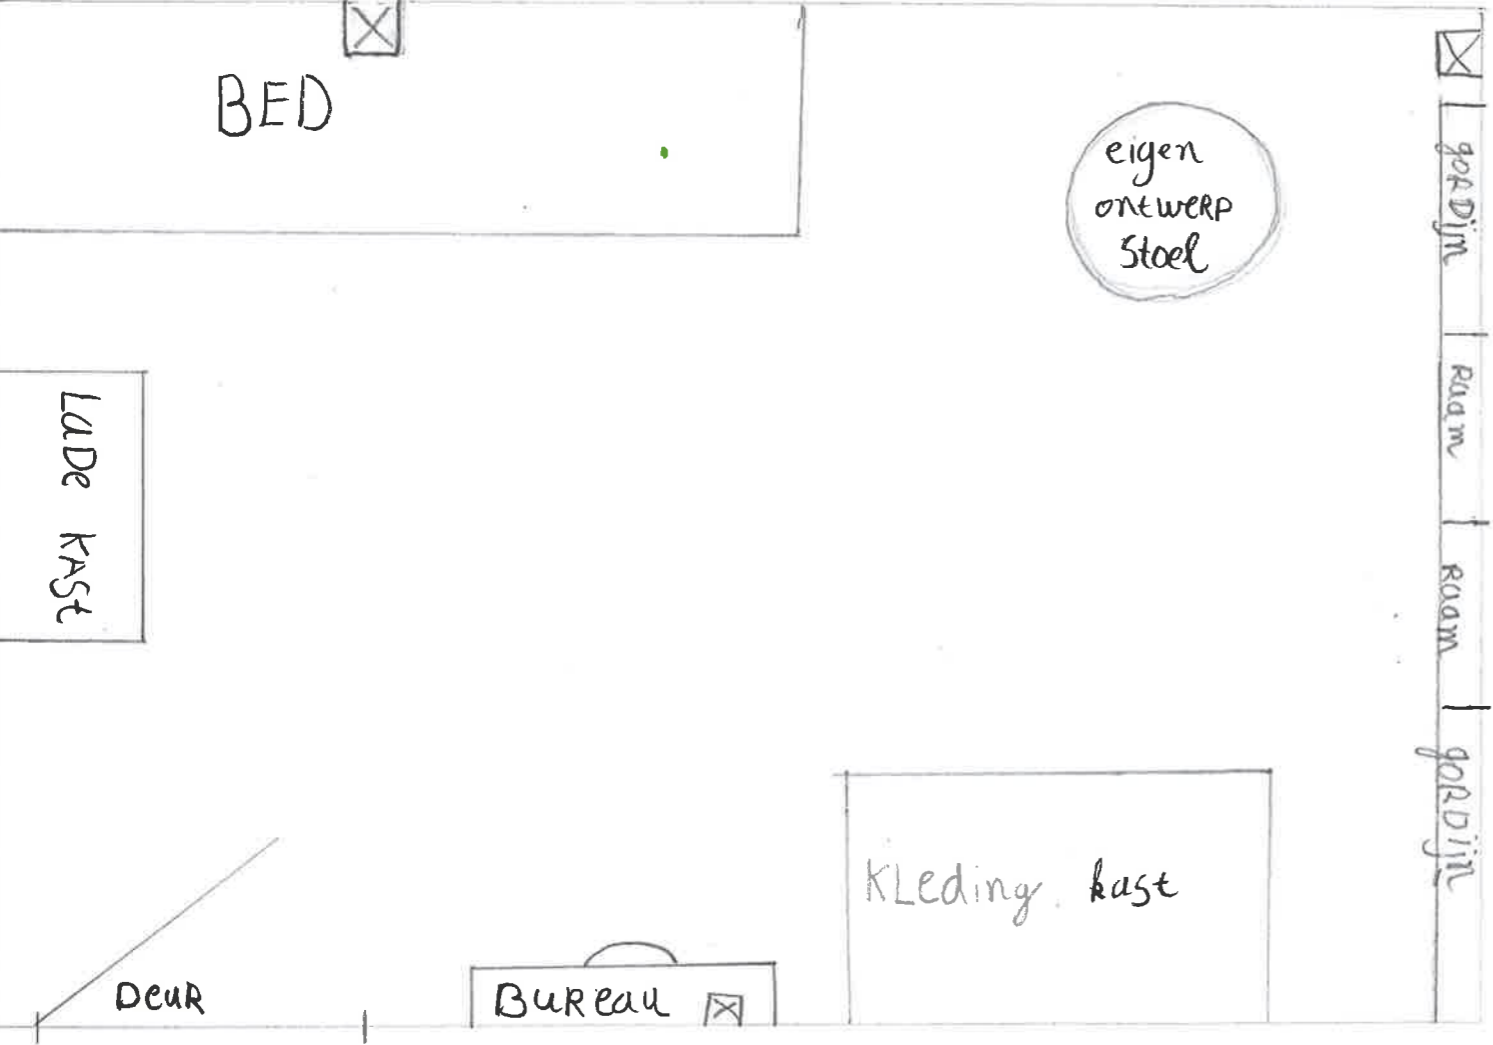 BED
eigen
ontwerp
Stoel
gordijn
Raam
Raam
gordijn
Lade kast
Kleding kast
Deur
Bureau